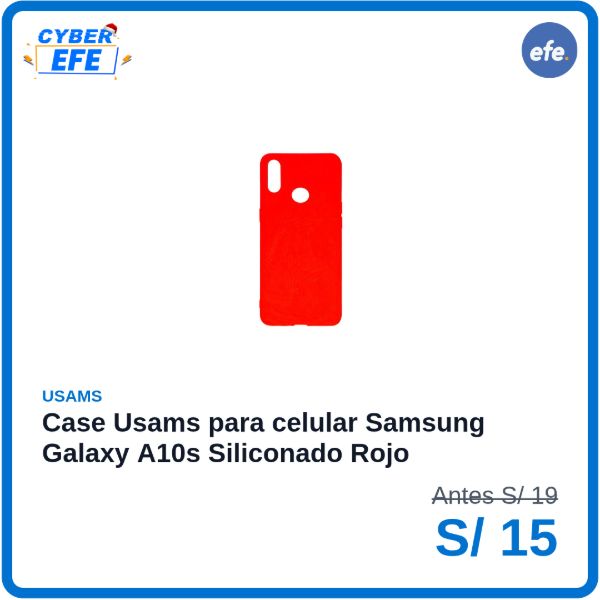 CYBER
EFE
efe.
USAMS
Case Usams para celular Samsung
Galaxy A10s Siliconado Rojo
Antes S/ 19
S/ 15